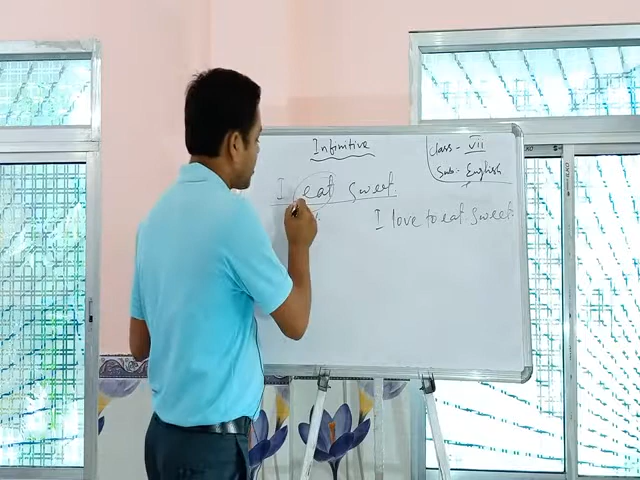 Infinitive
class - VII
Sub:- English
I eat sweet.
I love to eat sweet.